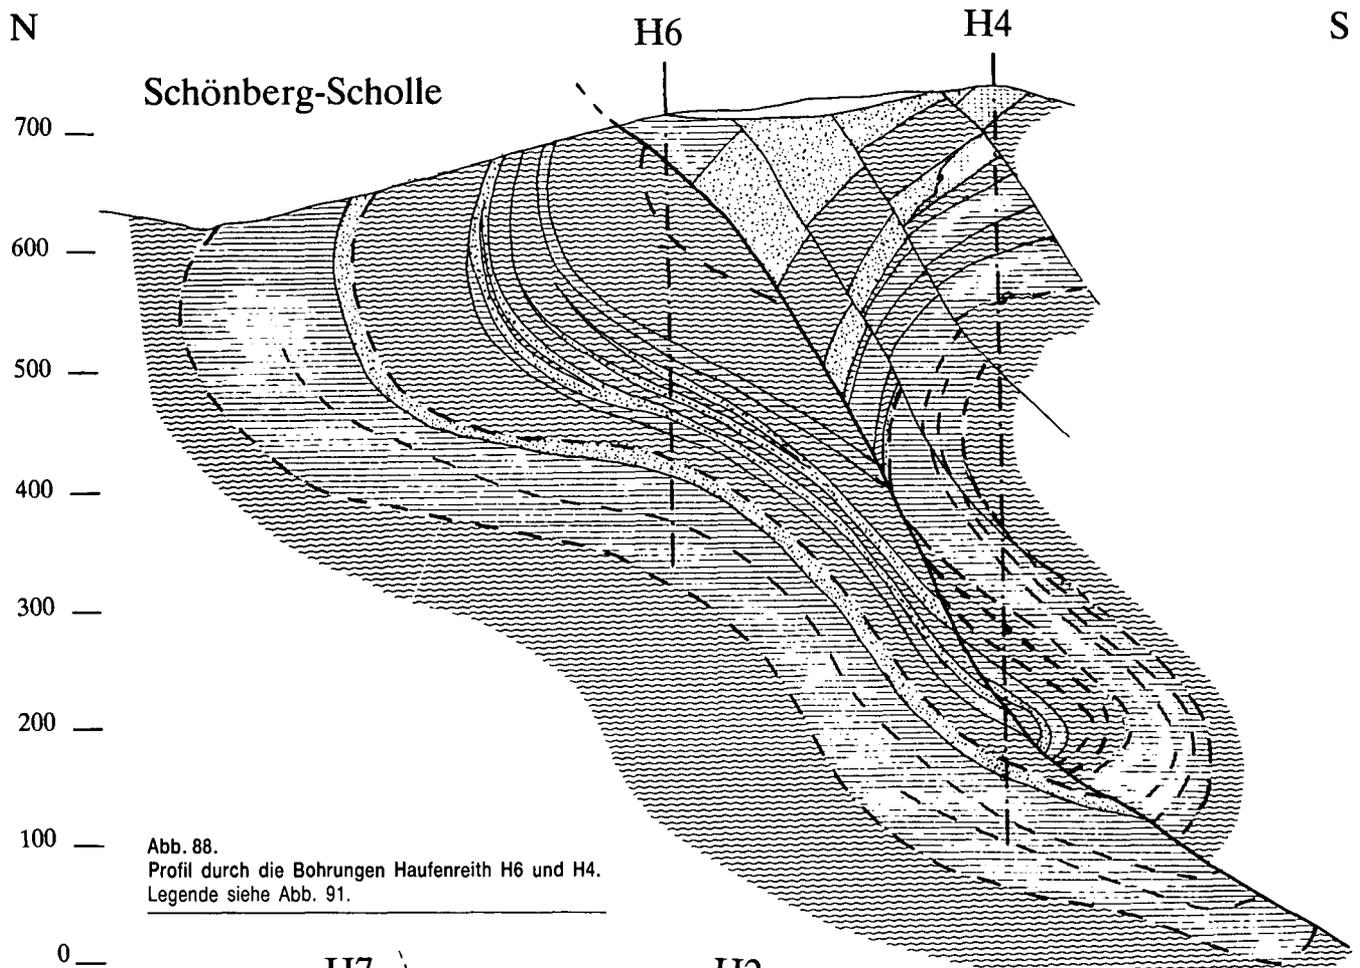 N
H6
H4
S
Schönberg-Scholle
700
600
500
400
300
200
100
0
Abb. 88.
Profil durch die Bohrungen Haufenreith H6 und H4.
Legende siehe Abb. 91.